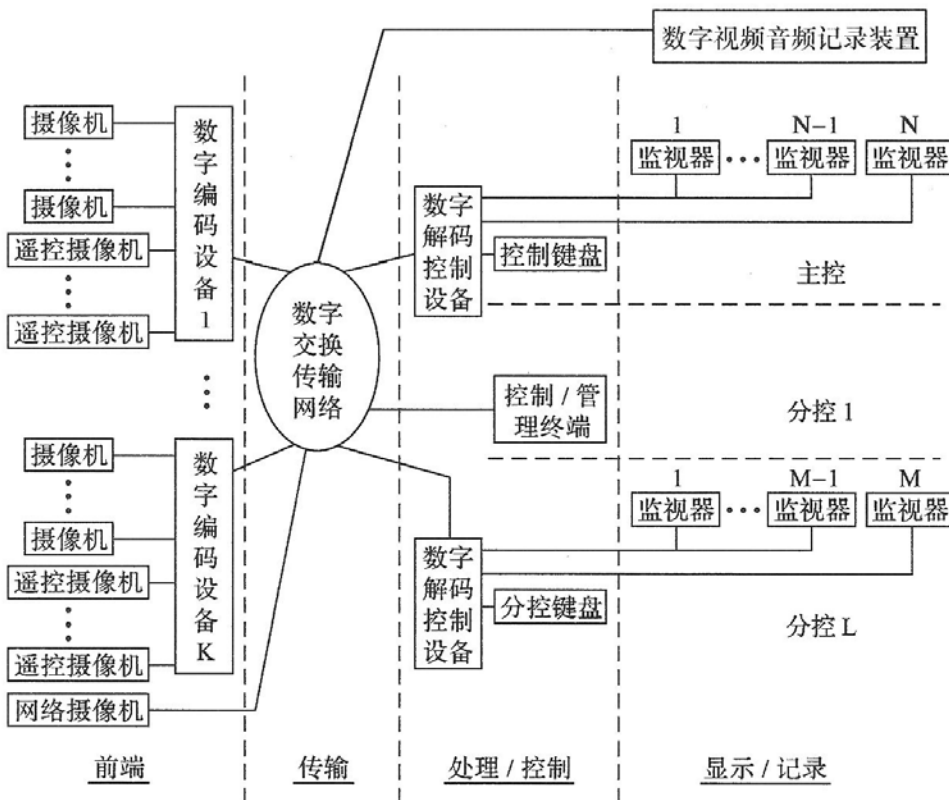 数字视频音频记录装置
摄像机
摄像机
遥控摄像机
遥控摄像机
数字编码设备1
摄像机
摄像机
遥控摄像机
遥控摄像机
数字编码设备K
网络摄像机
数字
交换
传输
网络
数字
解码
控制
设备
控制键盘
1
N-1
N
监视器
监视器
监视器
主控
控制 / 管
理终端
分控 1
数字
解码
控制
设备
分控键盘
1
M-1
M
监视器
监视器
监视器
分控 L
前端
传输
处理 / 控制
显示 / 记录